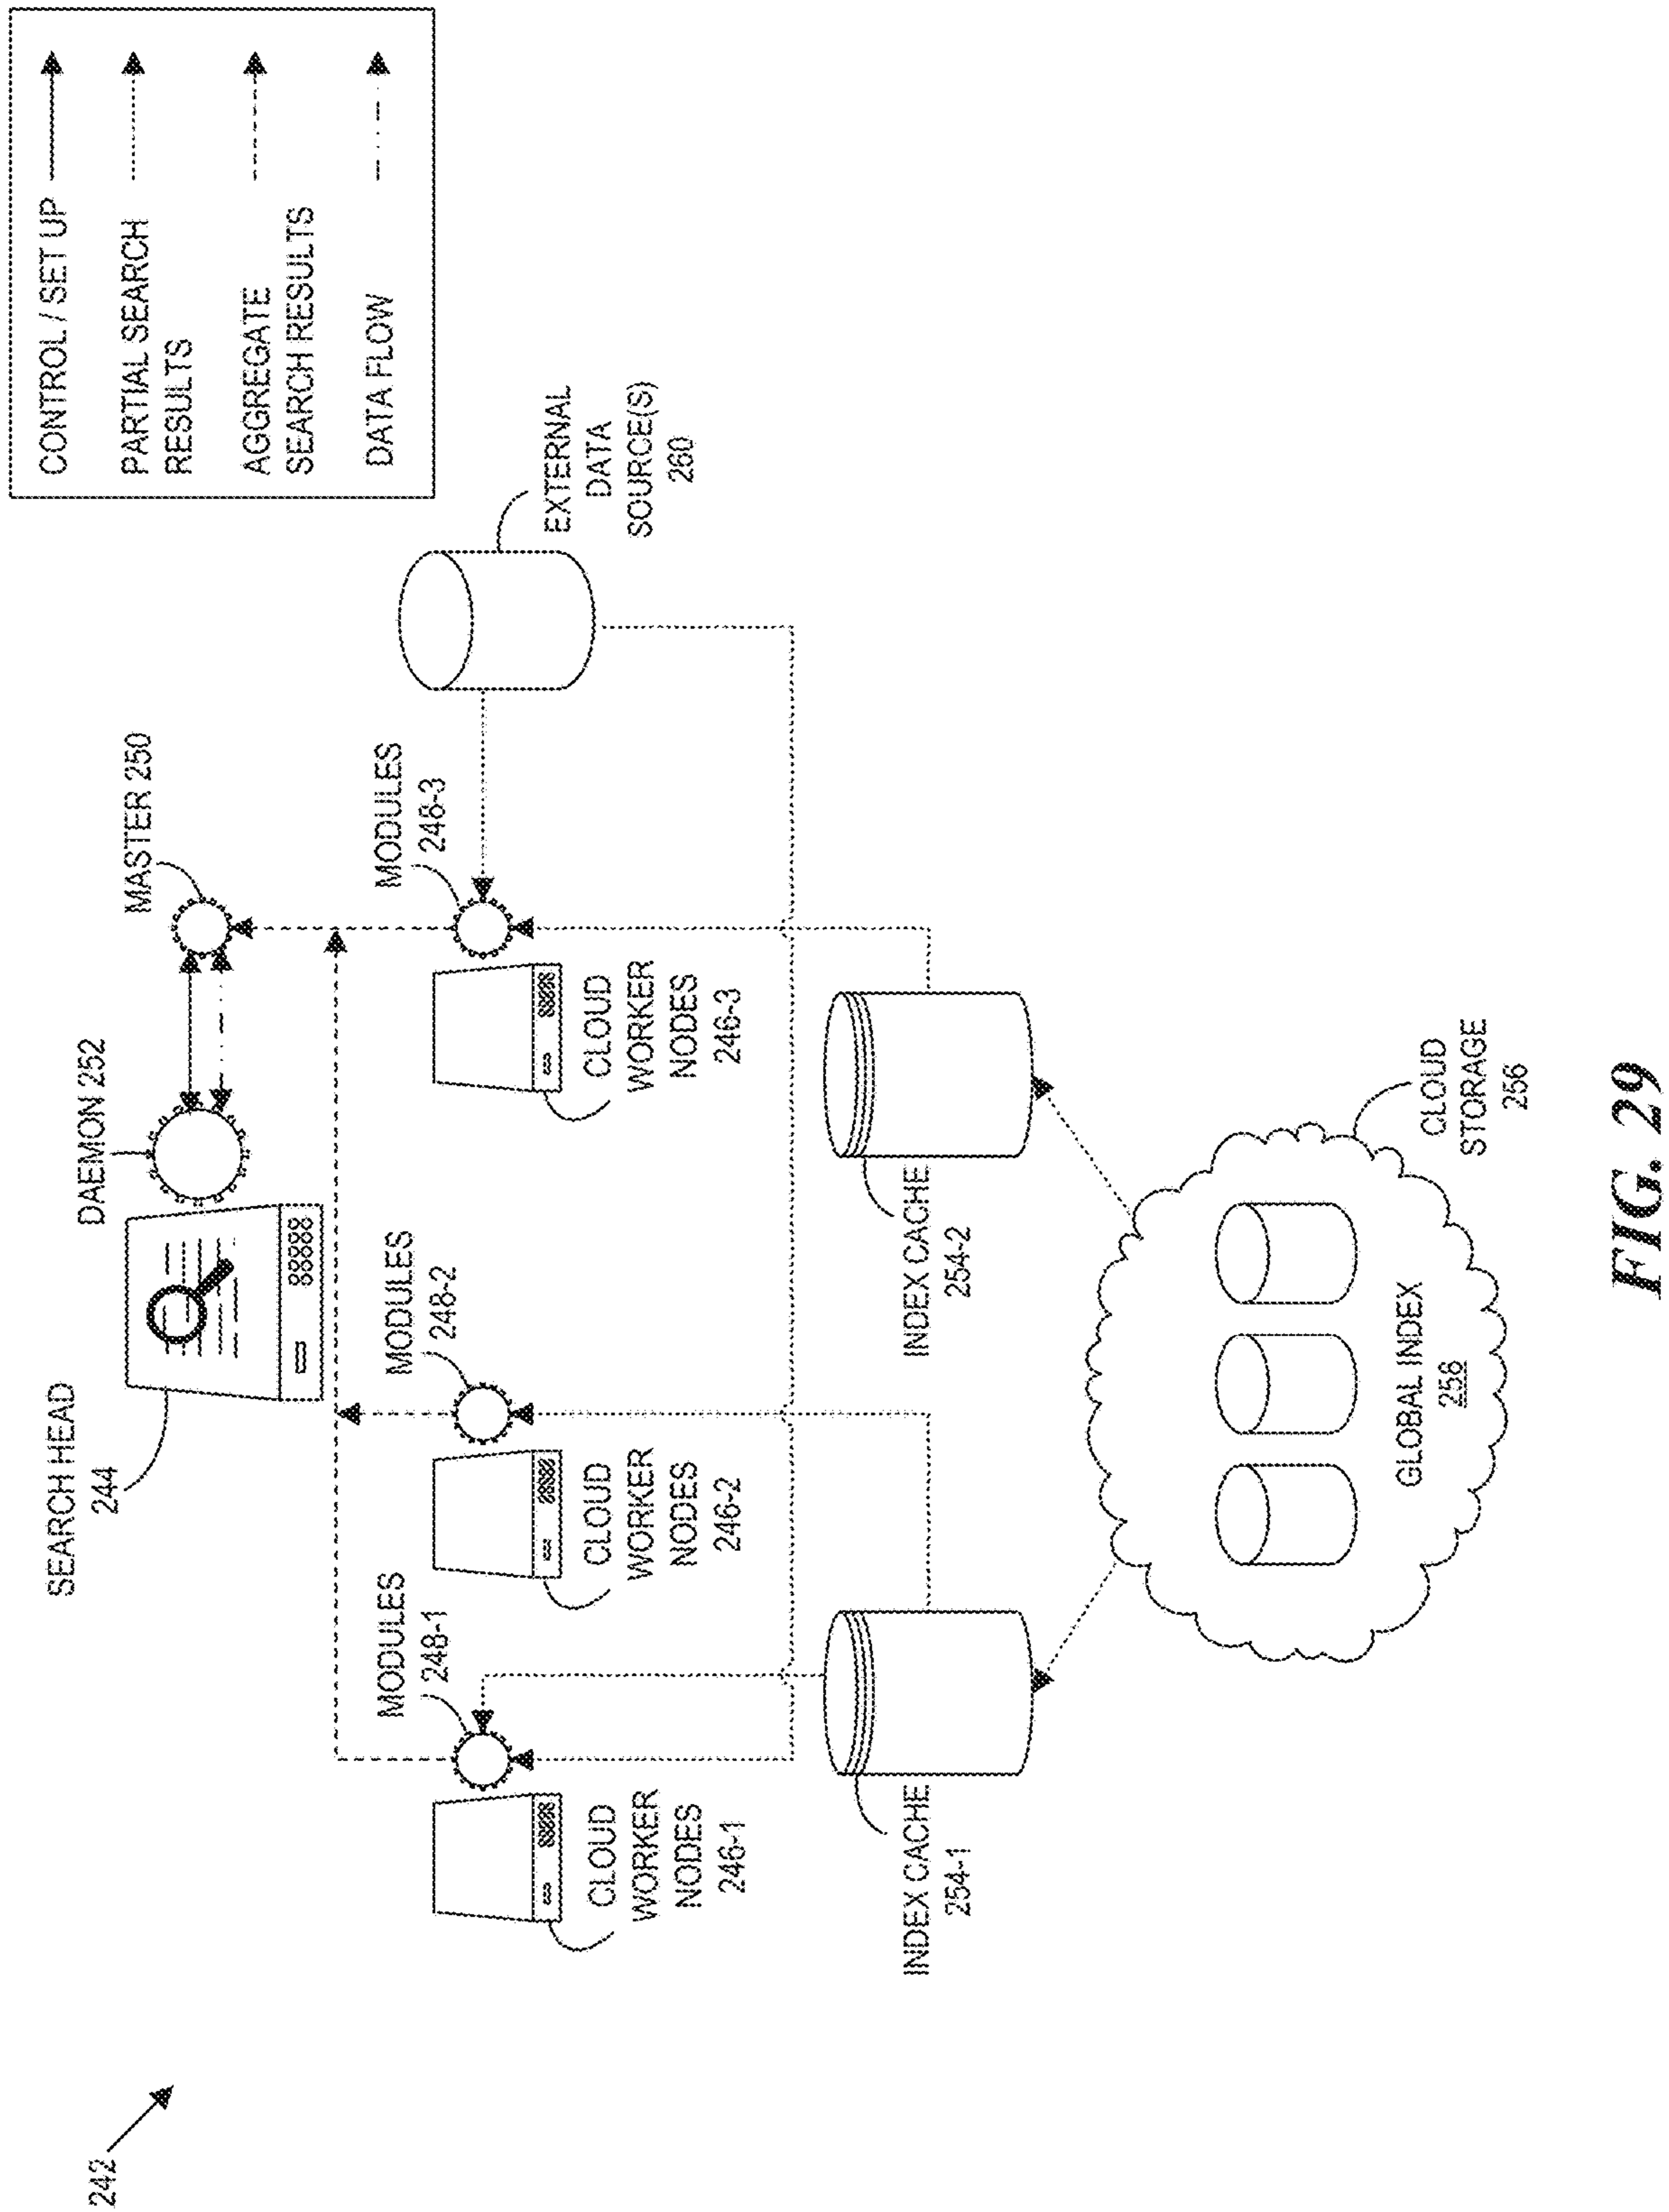 242
SEARCH HEAD
244
DAEMON 252
MASTER 250
CONTROL / SET UP
PARTIAL SEARCH
RESULTS
AGGREGATE
SEARCH RESULTS
DATA FLOW
MODULES
248-1
MODULES
248-2
MODULES
248-3
CLOUD
WORKER
NODES
246-1
CLOUD
WORKER
NODES
246-2
CLOUD
WORKER
NODES
246-3
EXTERNAL
DATA
SOURCE(S)
260
INDEX CACHE
254-1
INDEX CACHE
254-2
GLOBAL INDEX
258
CLOUD
STORAGE
256
FIG. 29